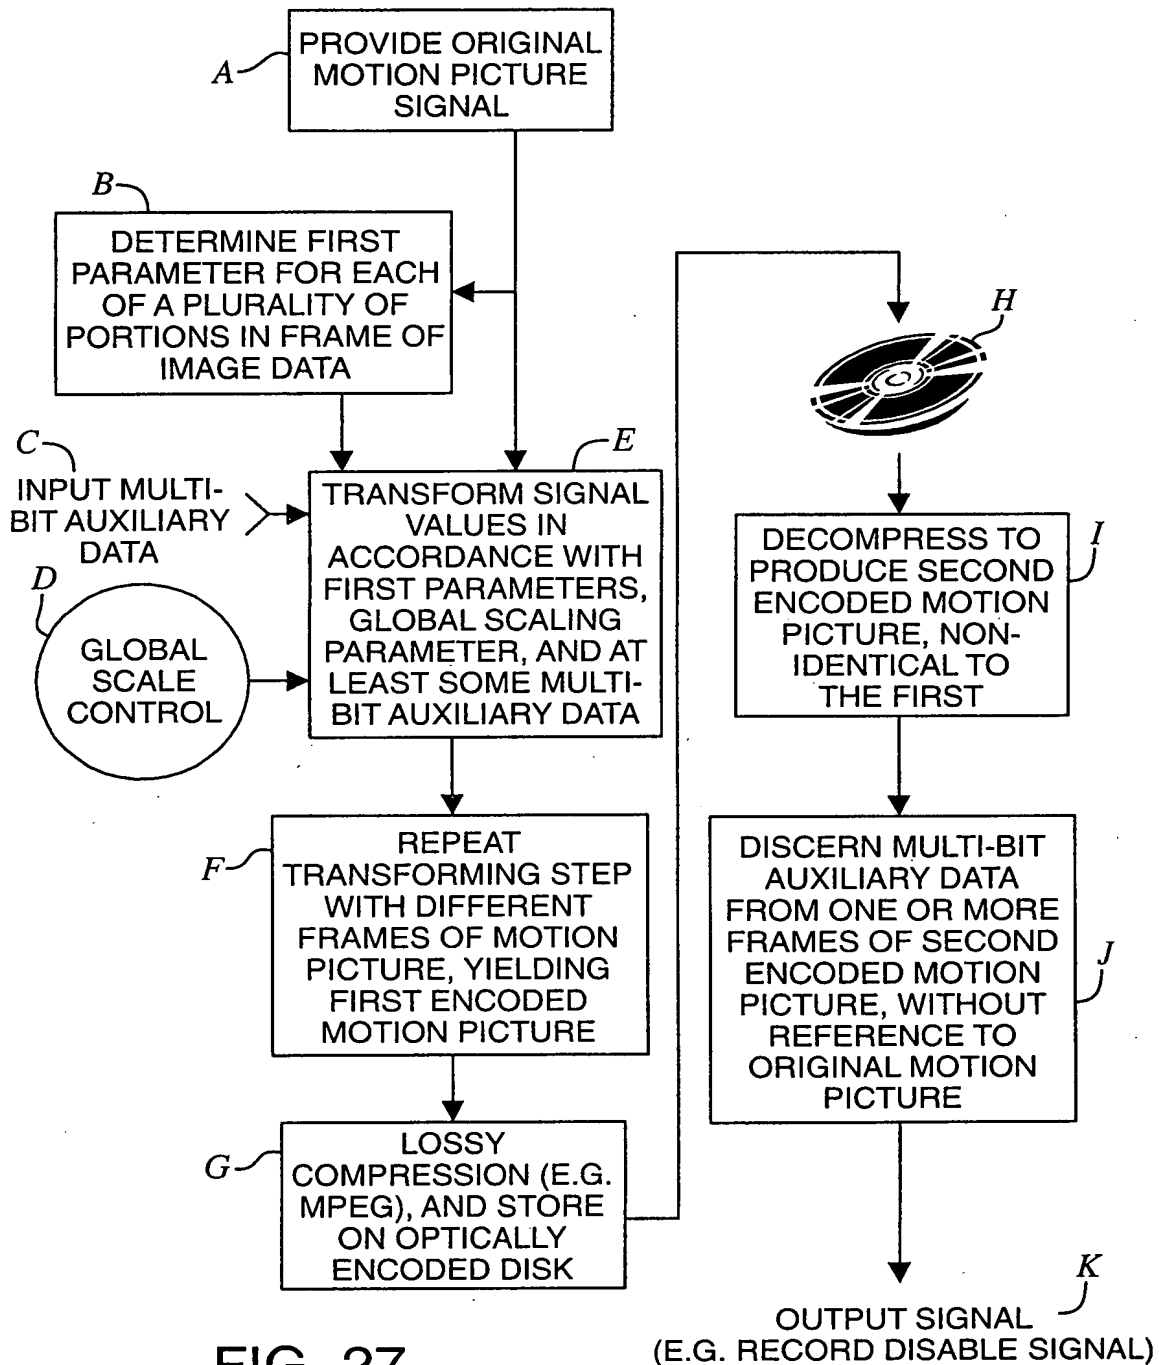 A
PROVIDE ORIGINAL
MOTION PICTURE
SIGNAL
B
DETERMINE FIRST
PARAMETER FOR EACH
OF A PLURALITY OF
PORTIONS IN FRAME OF
IMAGE DATA
C
INPUT MULTI-
BIT AUXILIARY
DATA
D
GLOBAL
SCALE
CONTROL
E
TRANSFORM SIGNAL
VALUES IN
ACCORDANCE WITH
FIRST PARAMETERS,
GLOBAL SCALING
PARAMETER, AND AT
LEAST SOME MULTI-
BIT AUXILIARY DATA
F
REPEAT
TRANSFORMING STEP
WITH DIFFERENT
FRAMES OF MOTION
PICTURE, YIELDING
FIRST ENCODED
MOTION PICTURE
G
LOSSY
COMPRESSION (E.G.
MPEG), AND STORE
ON OPTICALLY
ENCODED DISK
H
I
DECOMPRESS TO
PRODUCE SECOND
ENCODED MOTION
PICTURE, NON-
IDENTICAL TO
THE FIRST
J
DISCERN MULTI-BIT
AUXILIARY DATA
FROM ONE OR MORE
FRAMES OF SECOND
ENCODED MOTION
PICTURE, WITHOUT
REFERENCE TO
ORIGINAL MOTION
PICTURE
K
OUTPUT SIGNAL
(E.G. RECORD DISABLE SIGNAL)
FIG. 27